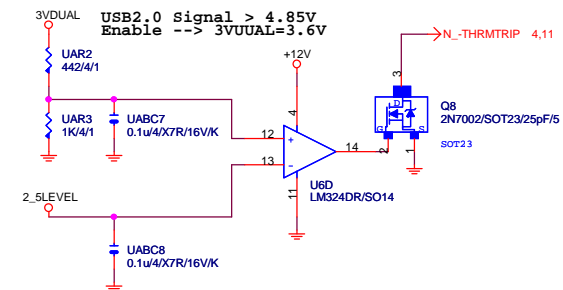 3VDUAL
USB2.0 Signal > 4.85V
Enable --> 3VUUAL=3.6V
UAR2
442/4/1
+12V
N_-THRMTRIP 4,11
3
D
G
S
Q8
2N7002/SOT23/25pF/5
SOT23
2
1
UAR3
1K/4/1
UABC7
0.1u/4/X7R/16V/K
4
12
+
13
-
14
11
U6D
LM324DR/SO14
2_5LEVEL
UABC8
0.1u/4/X7R/16V/K